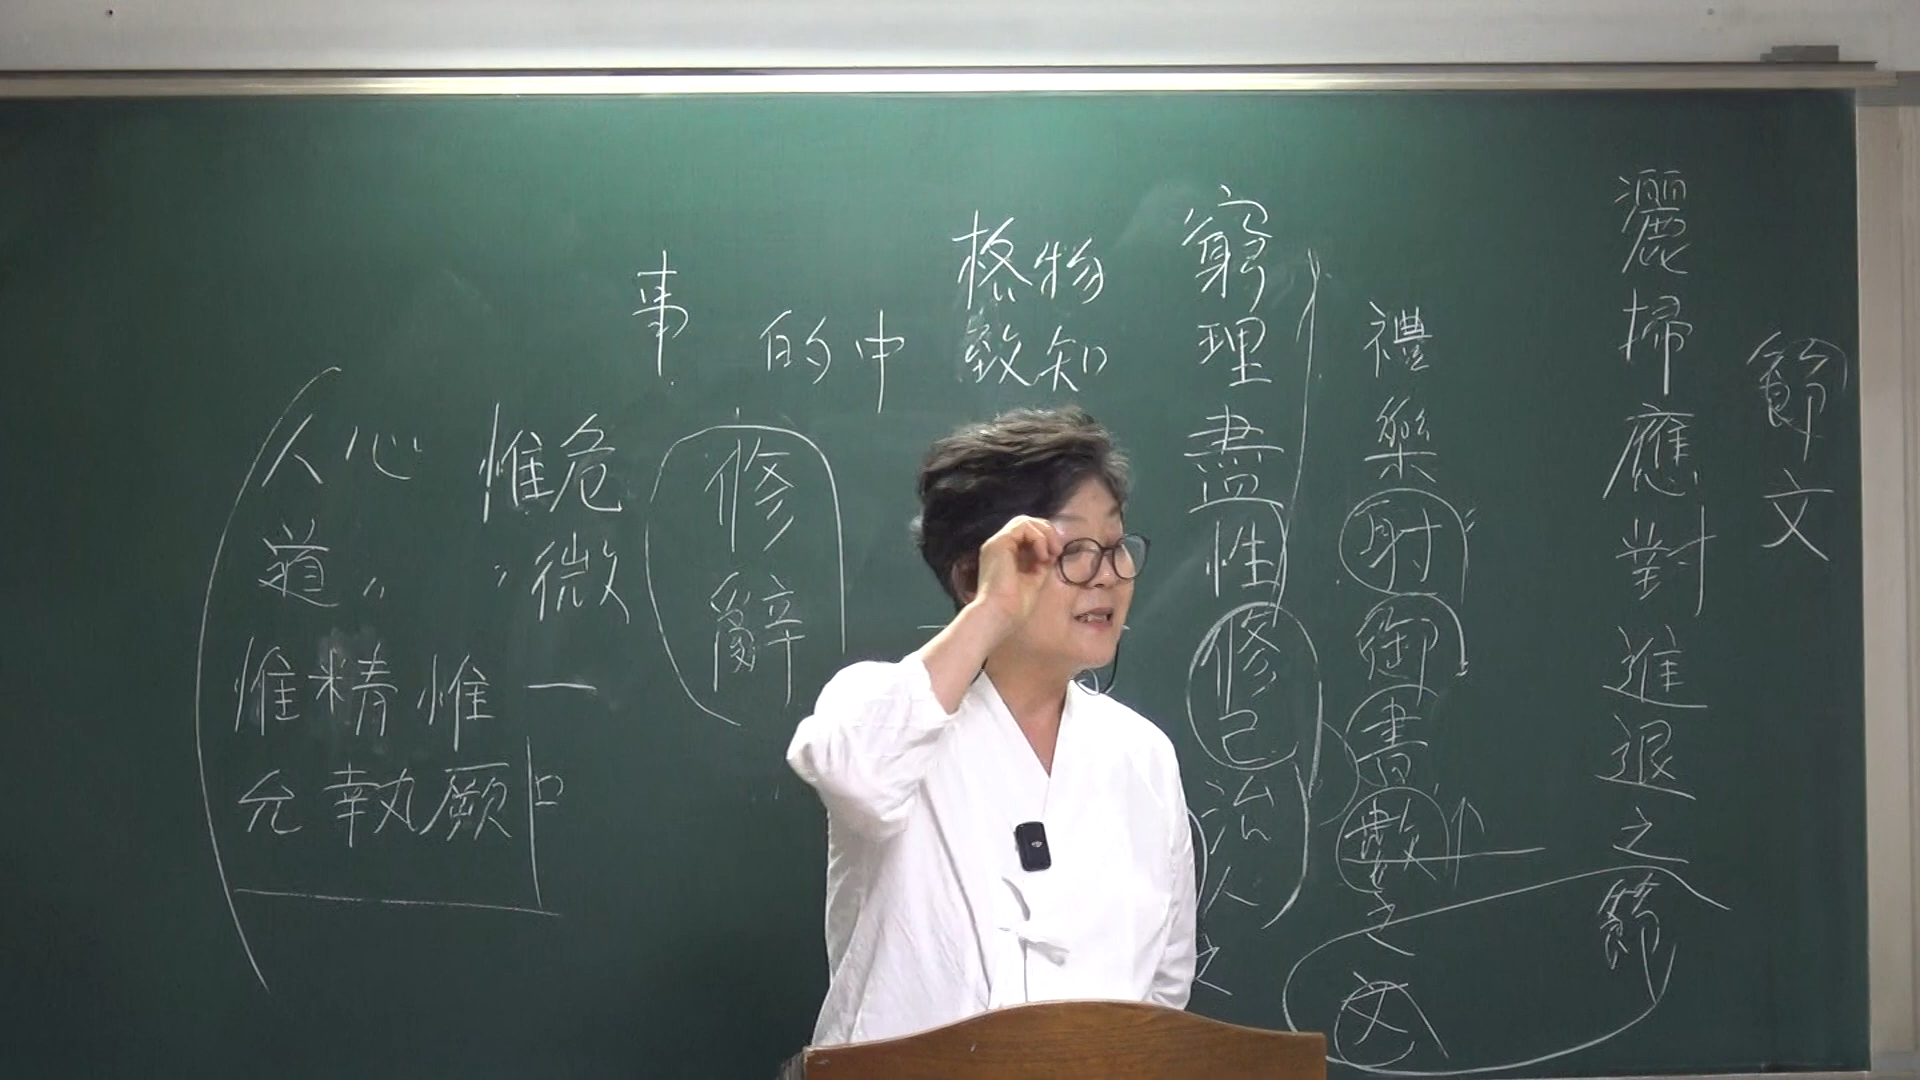 節文
灑掃應對進退之節
禮樂射御書數之文
窮理盡性修己治人之
格物
致知
的中
事
修辭
人心惟危
道〃〃微
惟精惟一
允執厥中